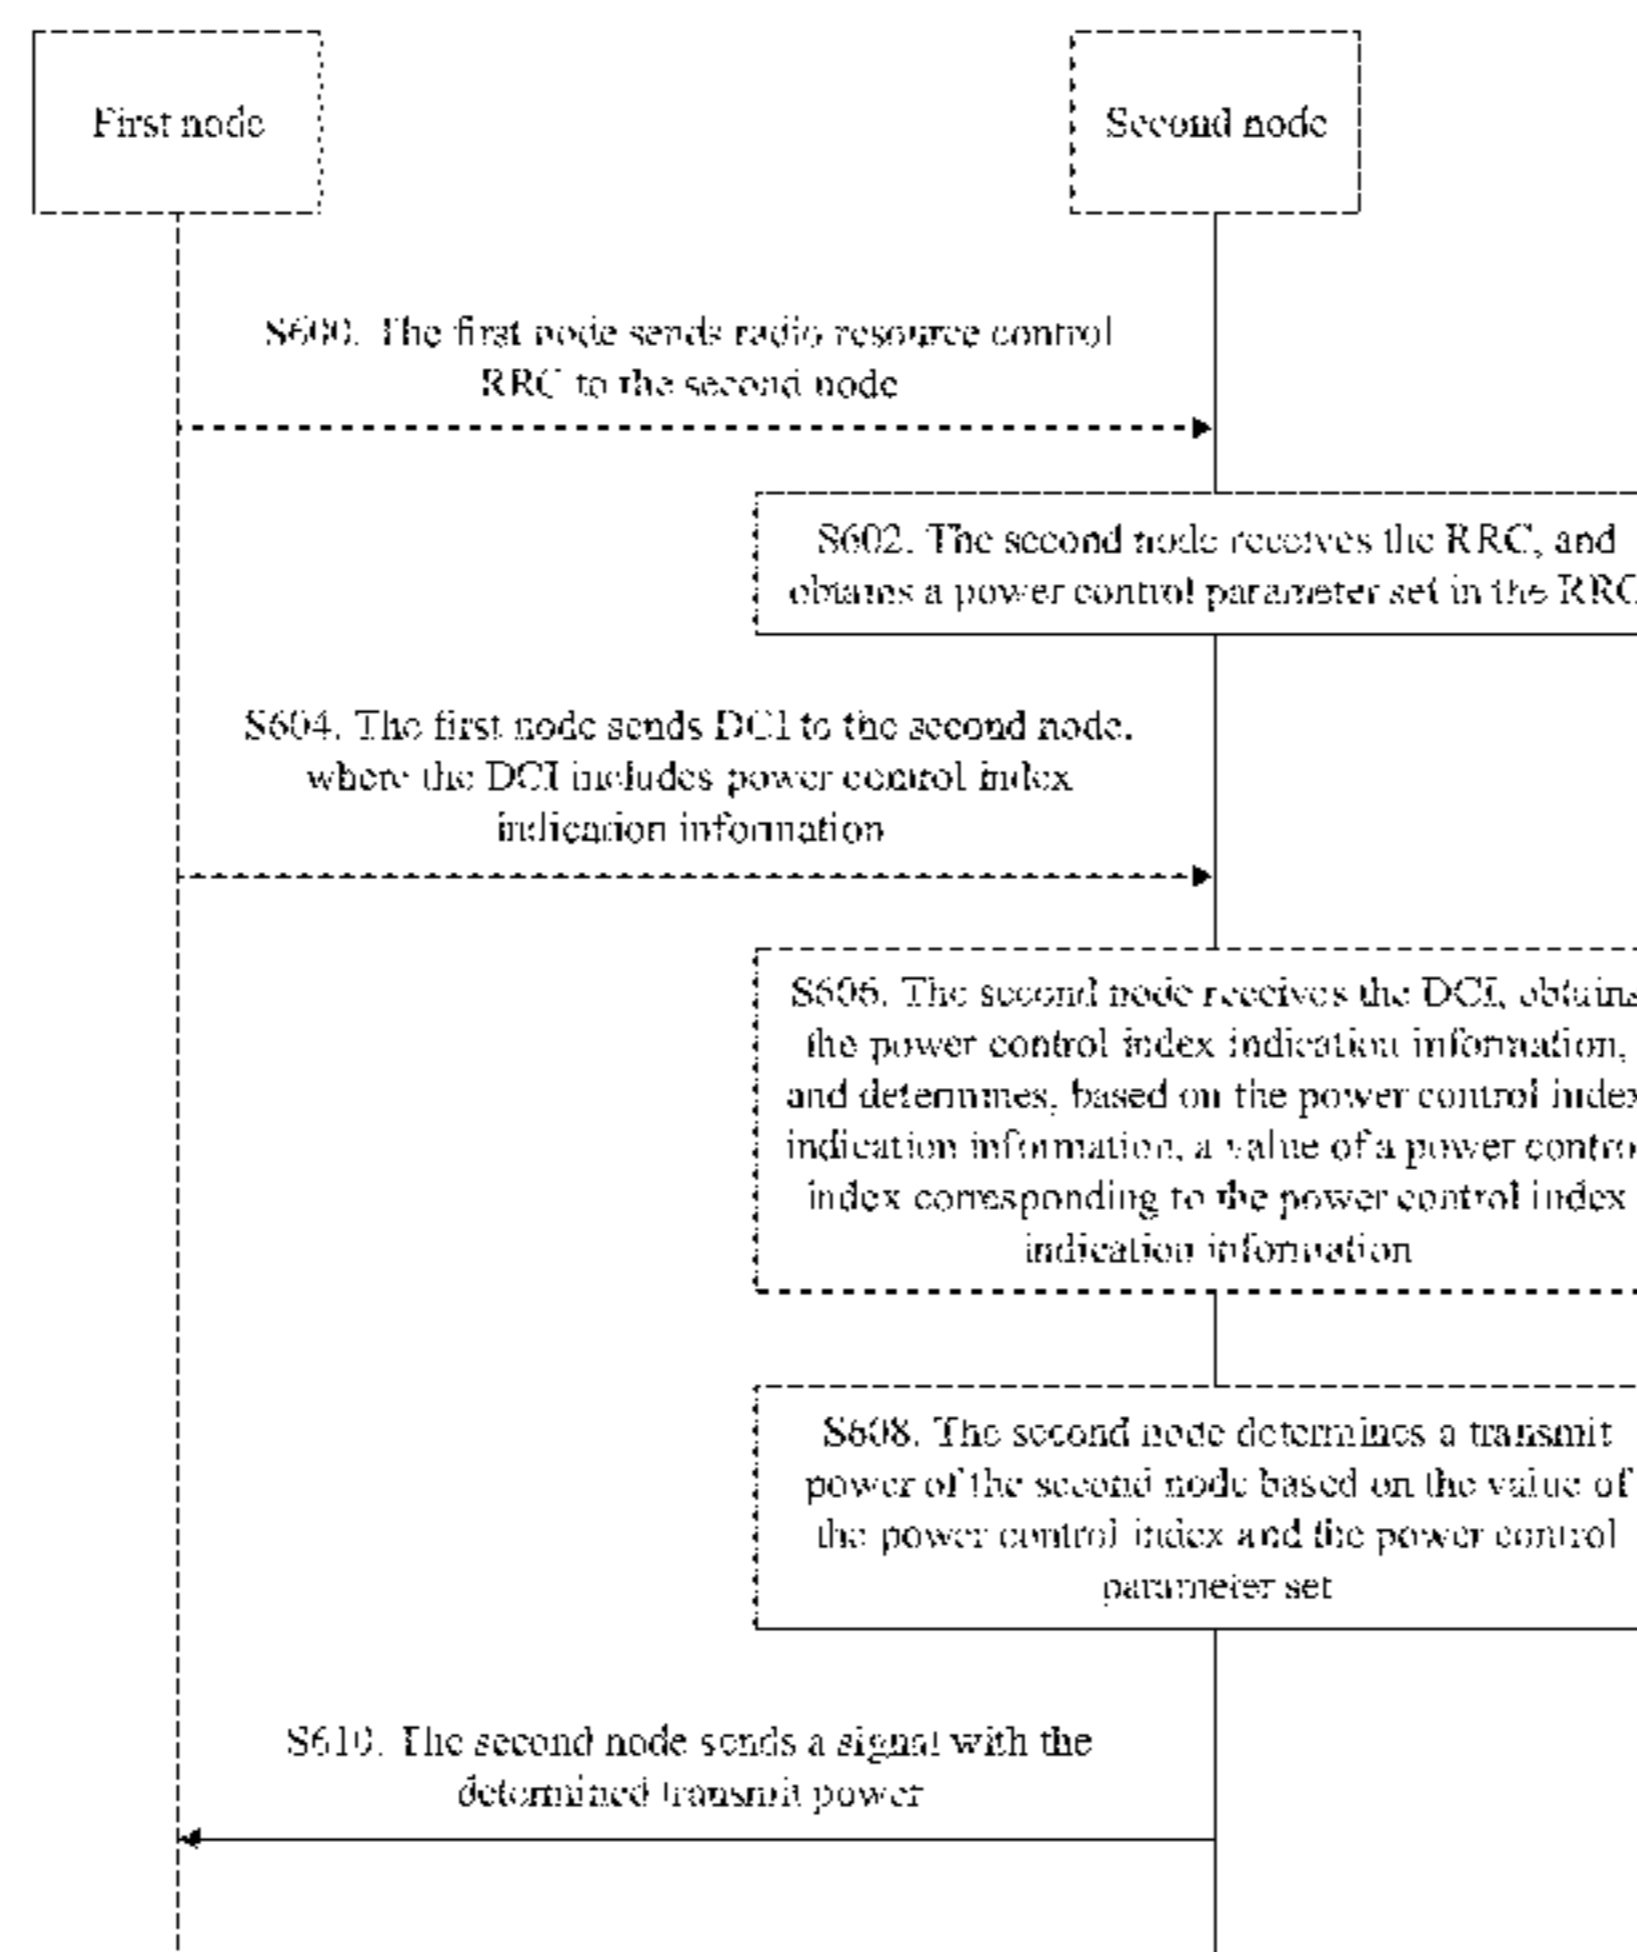 First node
Second node
S600. The first node sends radio resource control
RRC to the second node
S602. The second node receives the RRC, and
obtains a power control parameter set in the RRC
S604. The first node sends DCI to the second node,
where the DCI includes power control index
indication information
S606. The second node receives the DCI, obtains
the power control index indication information,
and determines, based on the power control index
indication information, a value of a power control
index corresponding to the power control index
indication information
S608. The second node determines a transmit
power of the second node based on the value of
the power control index and the power control
parameter set
S610. The second node sends a signal with the
determined transmit power